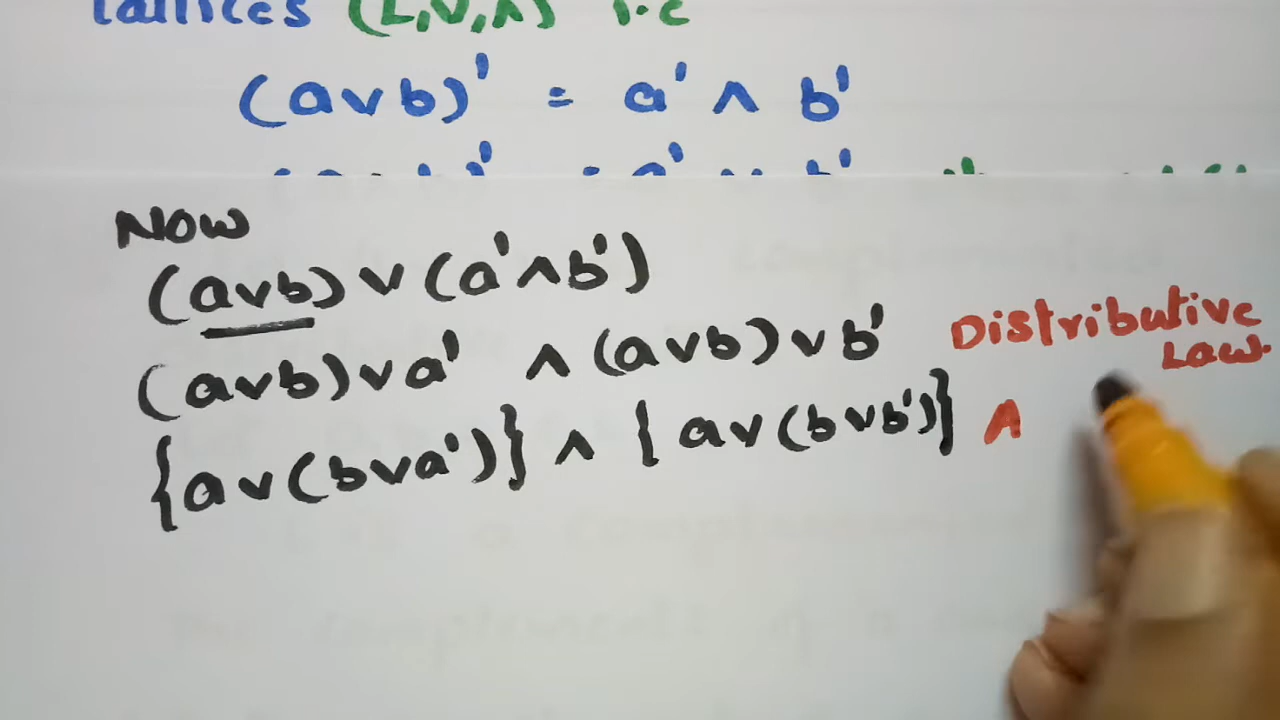 lattices (L,∨,∧) i.e
(a∨b)' = a' ∧ b'
Now
(a∨b) ∨ (a'∧b')
(a∨b)∨a' ∧ (a∨b)∨b' Distributive Law.
{a∨(b∨a')} ∧ {a∨(b∨b')} A